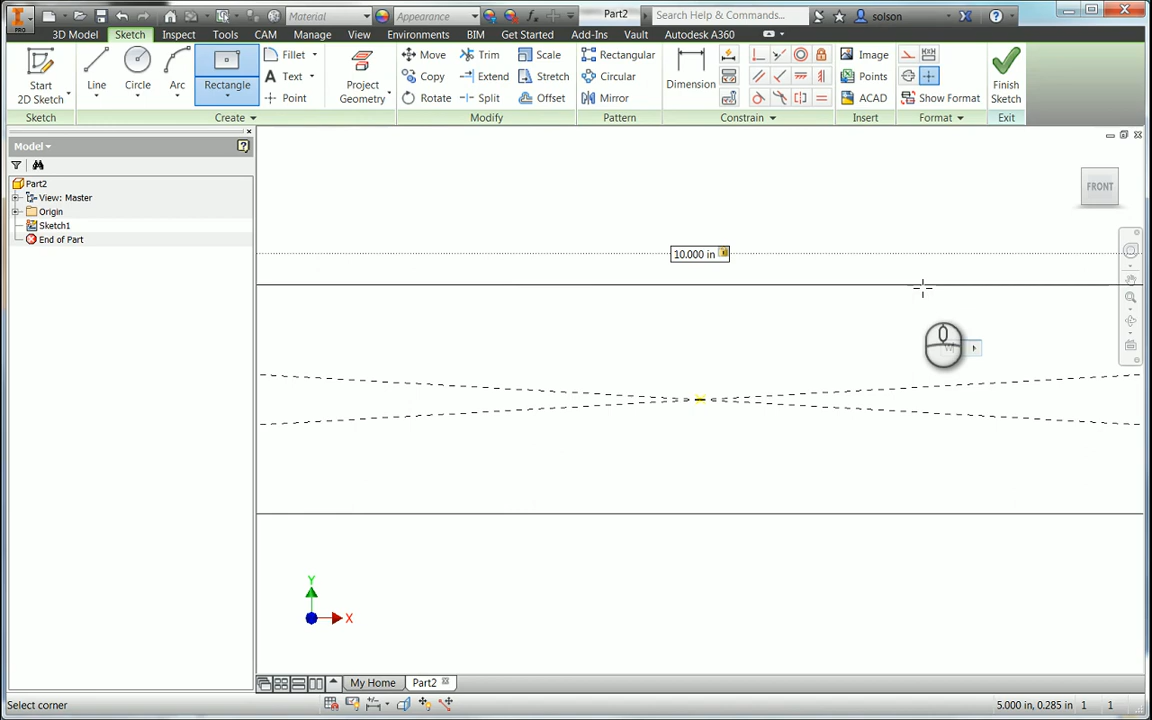 Material
Appearance
fx
Part2
Search Help & Commands...
solson
PRO
3D Model
Sketch
Inspect
Tools
CAM
Manage
View
Environments
BIM
Get Started
Add-Ins
Vault
Autodesk A360
Start
2D Sketch
Line
Circle
Arc
Rectangle
Fillet
Text
Point
Project
Geometry
Move
Copy
Rotate
Trim
Extend
Split
Scale
Stretch
Offset
Rectangular
Circular
Mirror
Dimension
Image
Points
ACAD
Show Format
Finish
Sketch
Sketch
Create
Modify
Pattern
Constrain
Insert
Format
Exit
Model
Part2
View: Master
Origin
Sketch1
End of Part
FRONT
10.000 in
Y
X
My Home
Part2
Select corner
5.000 in, 0.285 in 1 1